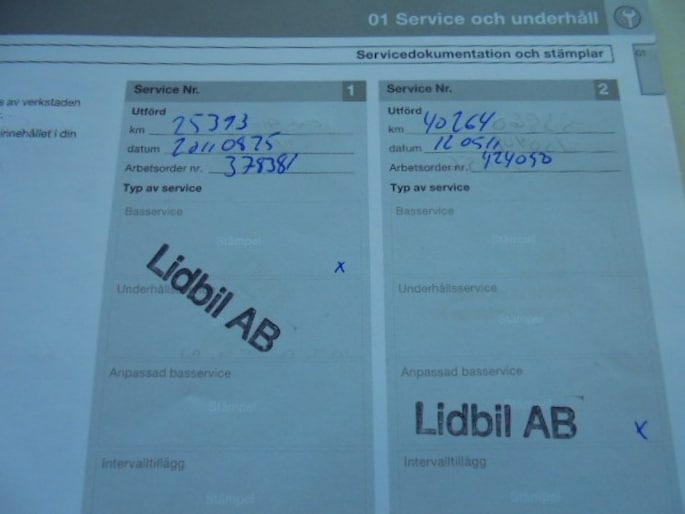 01 Service och underhåll
Servicedokumentation och stämplar
01
s av verkstaden
innehållet i din
Service Nr. 1
Utförd
km 25393
datum 20110825
Arbetsorder nr. 378381
Typ av service
Basservice
Stämpel
x
Lidbil AB
Anpassad basservice
Stämpel
Intervalltillägg
Stämpel
Service Nr. 2
Utförd
km 40264
datum 120511
Arbetsorder nr. 424050
Typ av service
Basservice
Stämpel
Underhållsservice
Stämpel
Anpassad basservice
Lidbil AB
x
Intervalltillägg
Stämpel